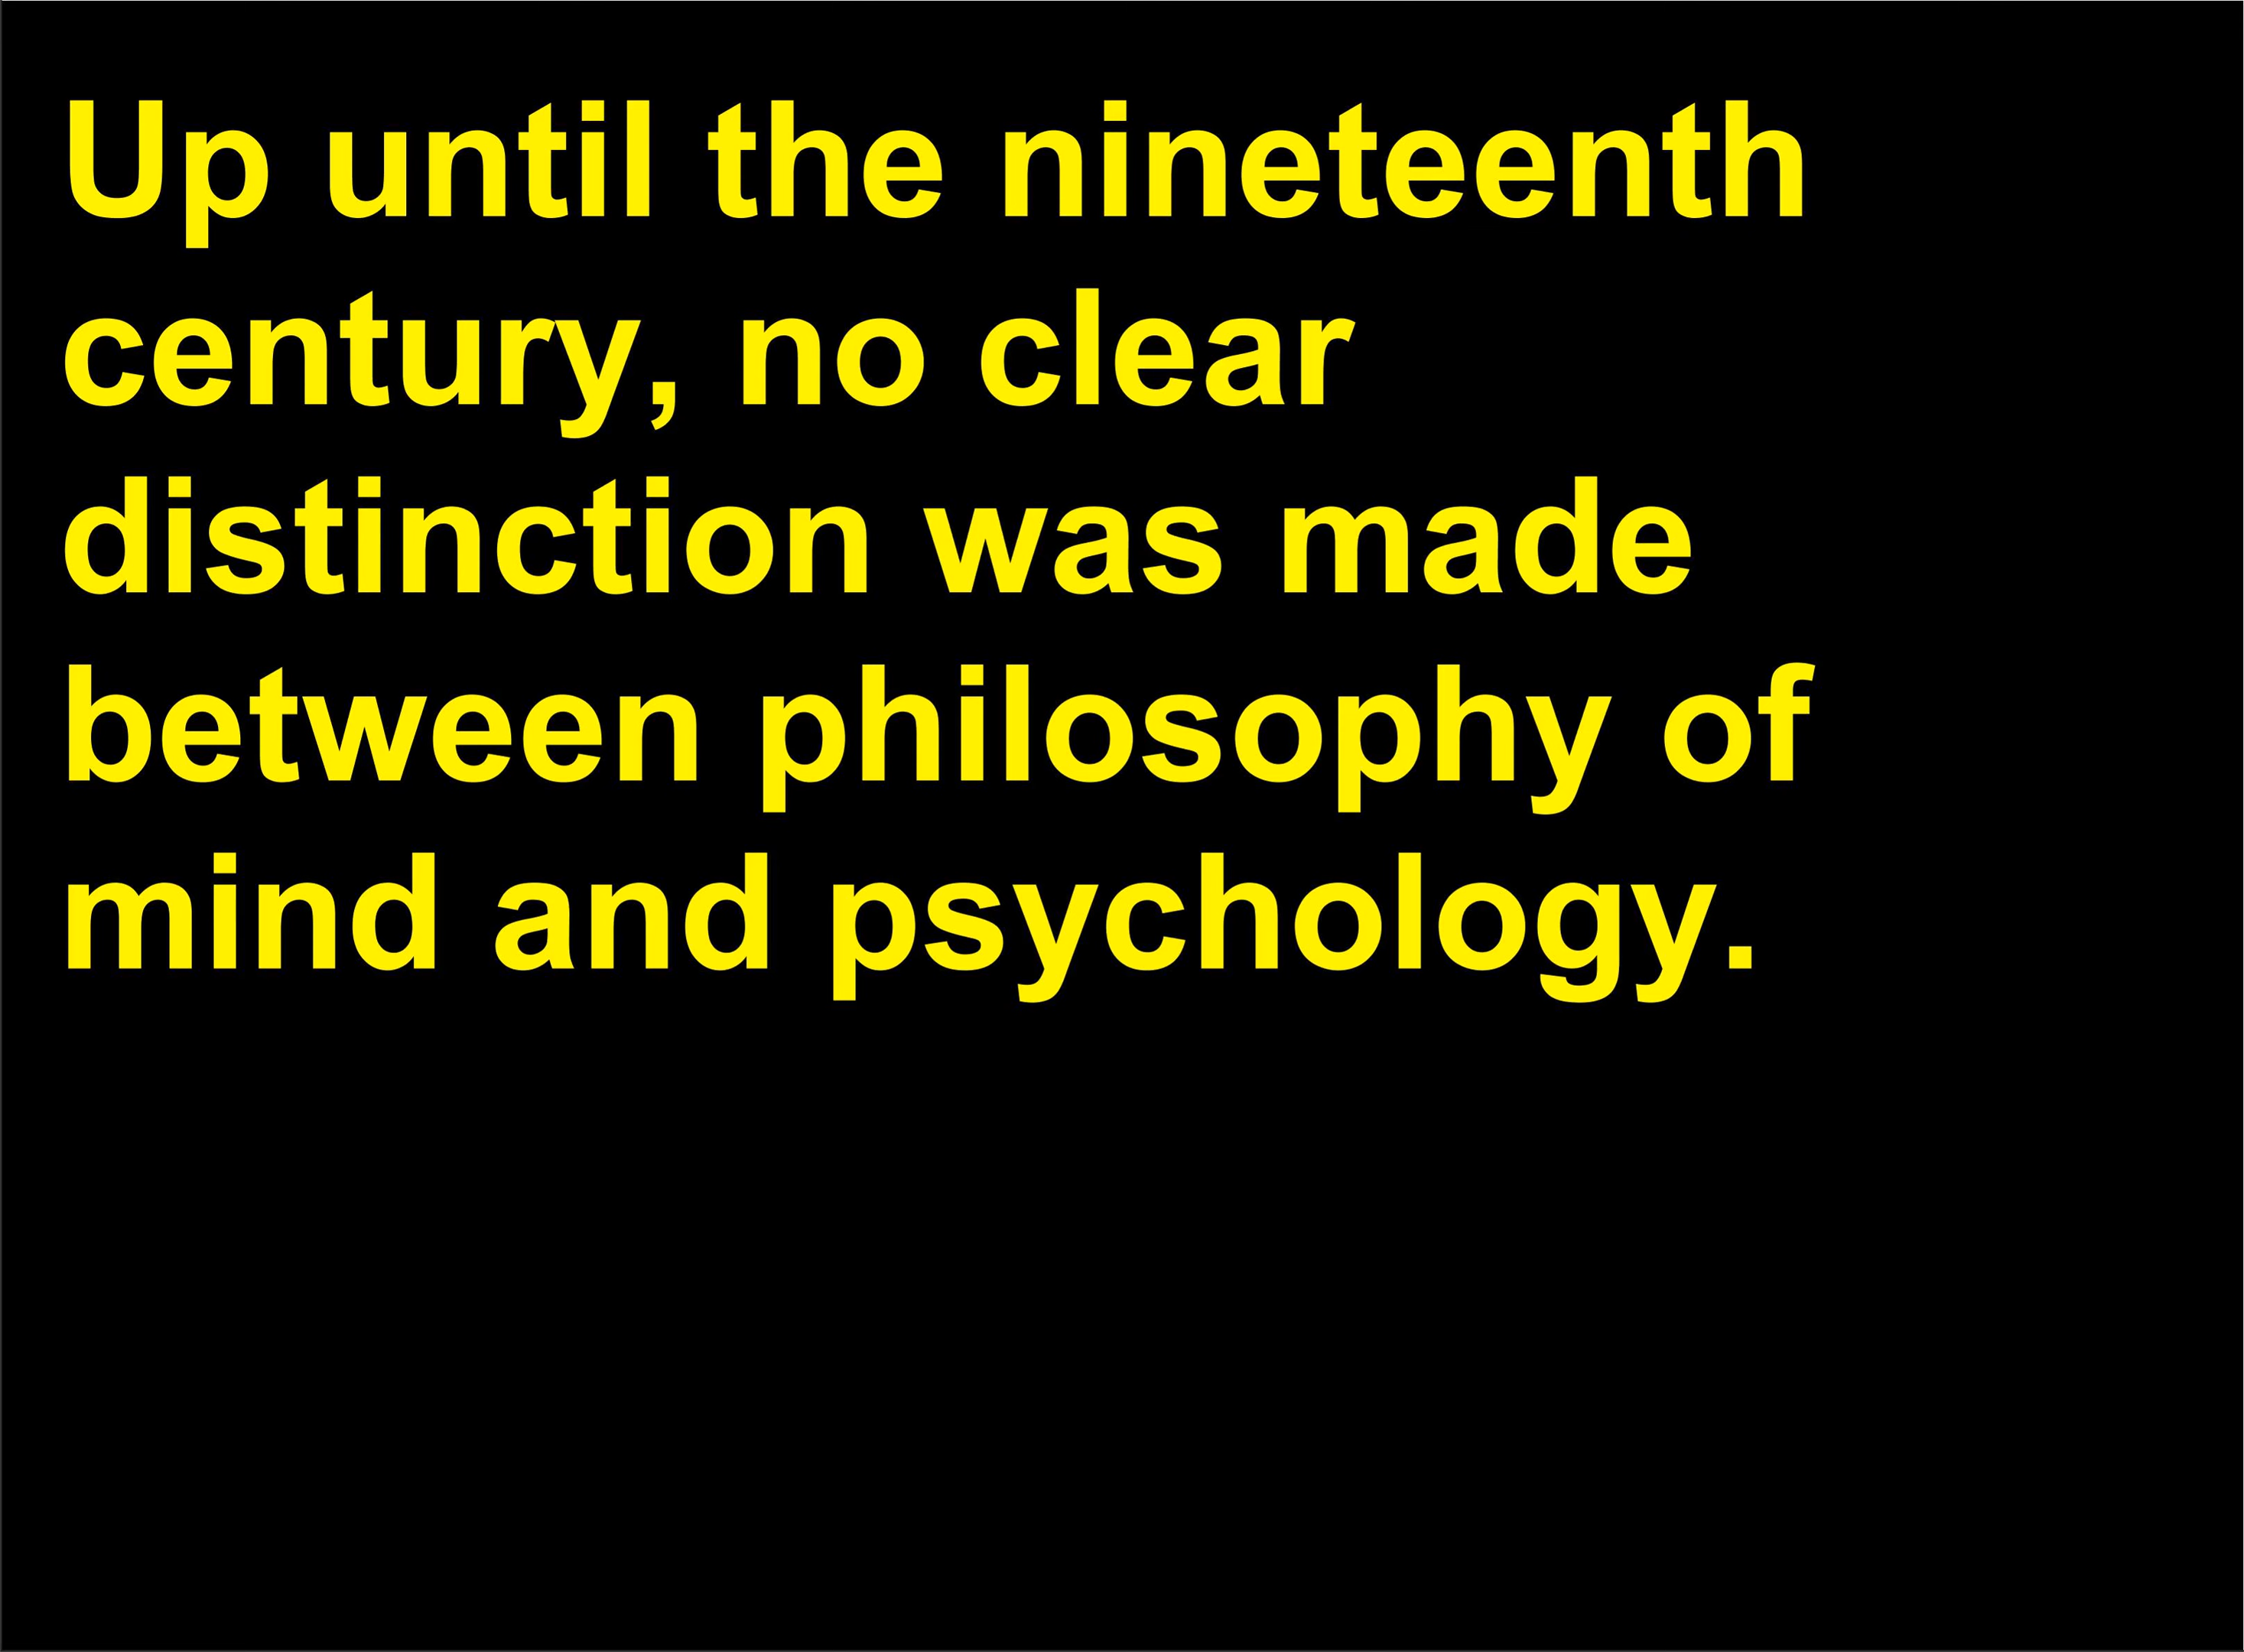 Up until the nineteenth
century, no clear
distinction was made
between philosophy of
mind and psychology.